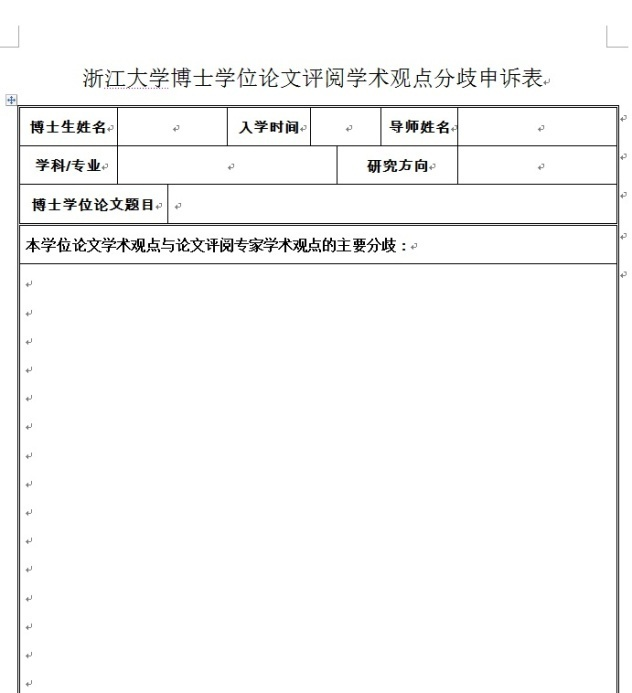 浙江大学博士学位论文评阅学术观点分歧申诉表
博士生姓名 入学时间 导师姓名
学科/专业 研究方向
博士学位论文题目
本学位论文学术观点与论文评阅专家学术观点的主要分歧：